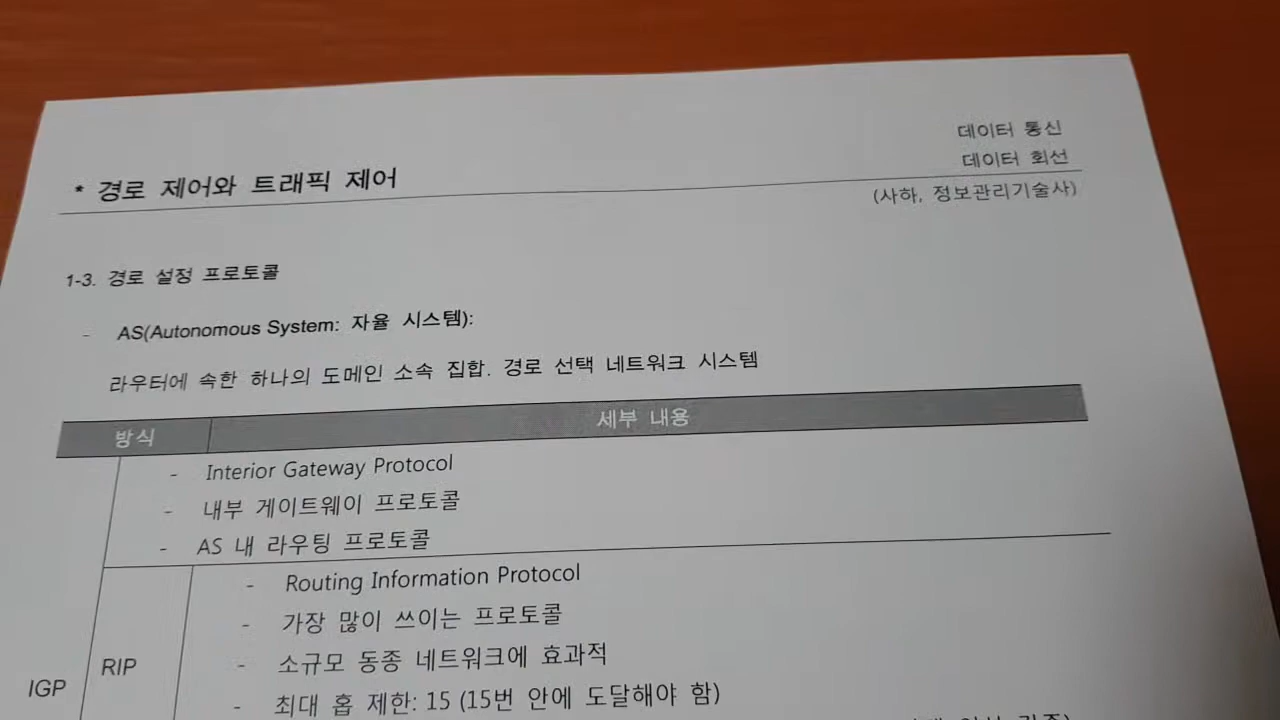 데이터 통신
데이터 회선
* 경로 제어와 트래픽 제어
(사하, 정보관리기술사)
1-3. 경로 설정 프로토콜
- AS(Autonomous System: 자율 시스템):
라우터에 속한 하나의 도메인 소속 집합. 경로 선택 네트워크 시스템
방식 세부 내용
- Interior Gateway Protocol
- 내부 게이트웨이 프로토콜
- AS 내 라우팅 프로토콜
- Routing Information Protocol
- 가장 많이 쓰이는 프로토콜
RIP
- 소규모 동종 네트워크에 효과적
IGP
- 최대 홉 제한: 15 (15번 안에 도달해야 함)